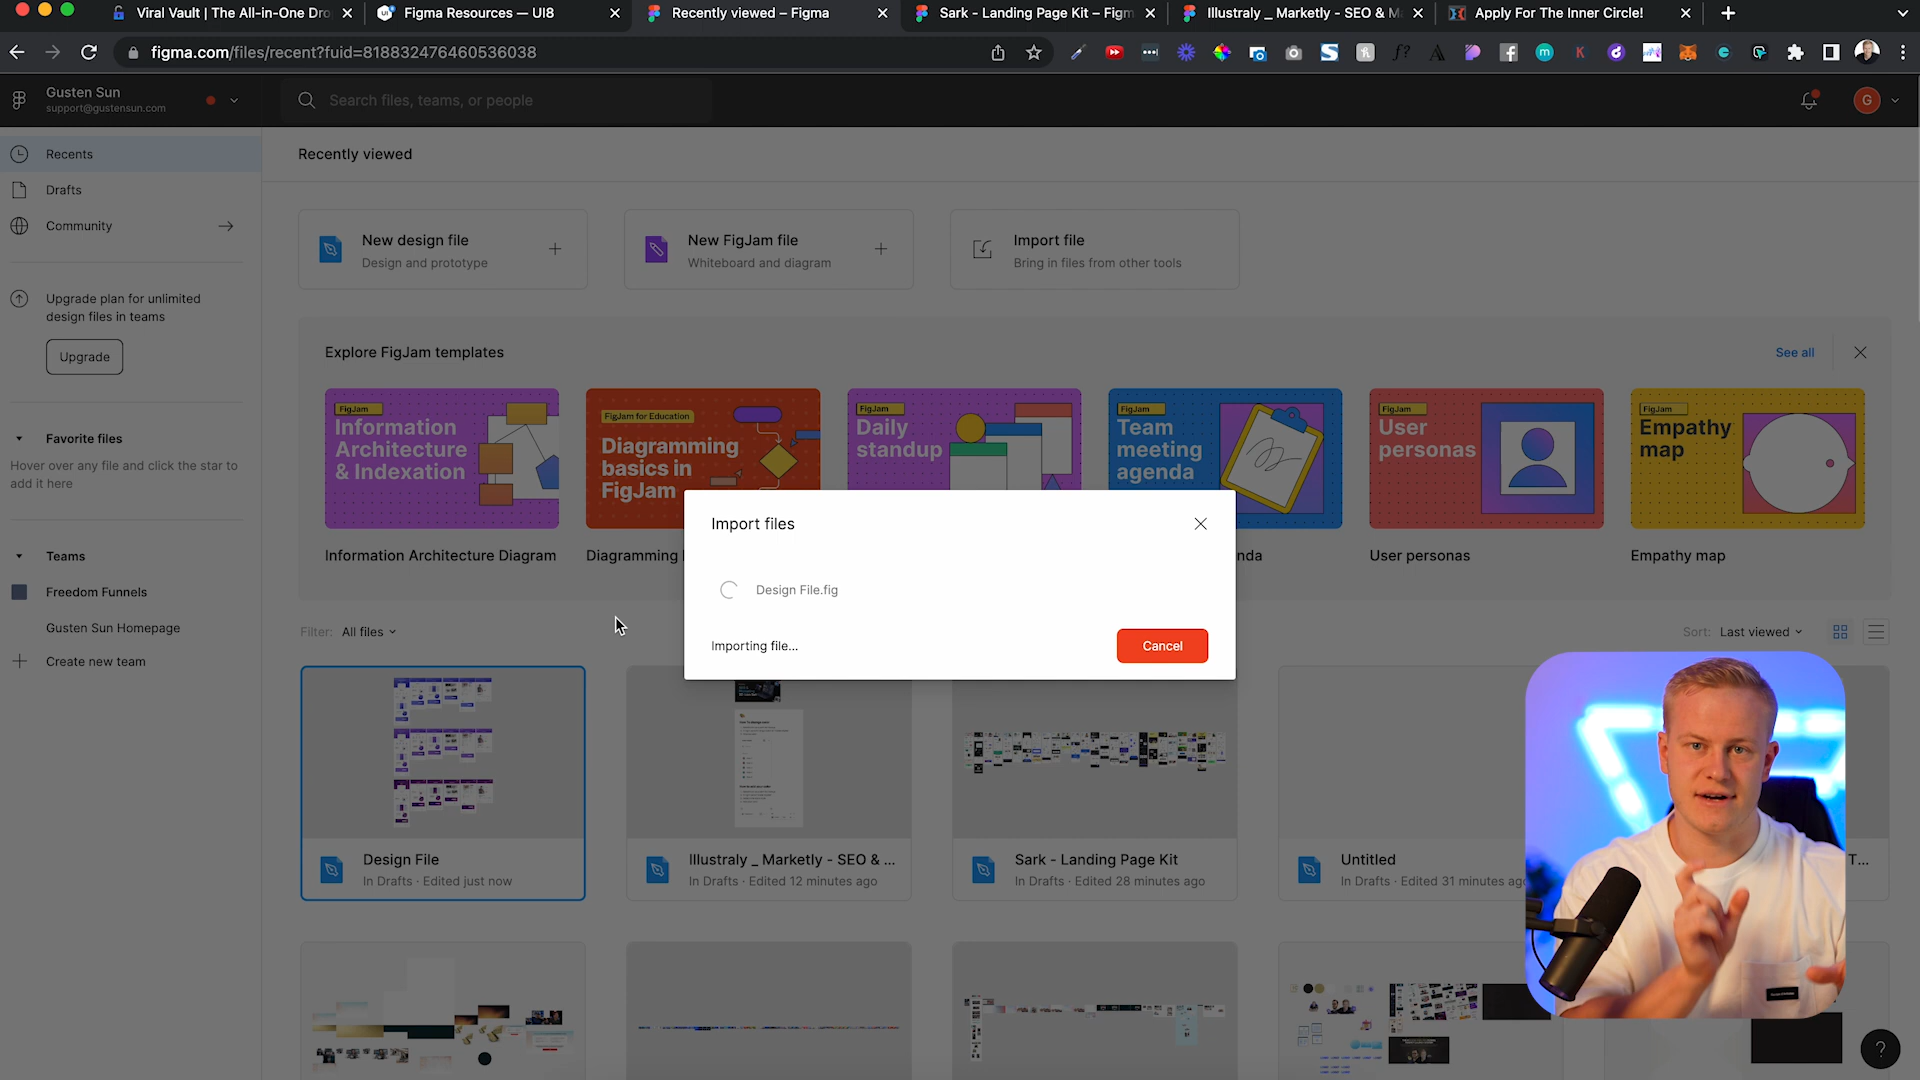 Viral Vault | The All-in-One Dro
Figma Resources — UI8
Recently viewed – Figma
Sark - Landing Page Kit – Figm
Illustraly _ Marketly - SEO & M
Apply For The Inner Circle!
figma.com/files/recent?fuid=818832476460536038
Gusten Sun
support@gustensun.com
Search files, teams, or people
G
Recents
Drafts
Community
Upgrade plan for unlimited
design files in teams
Upgrade
Favorite files
Hover over any file and click the star to
add it here
Teams
Freedom Funnels
Gusten Sun Homepage
Create new team
Recently viewed
New design file
Design and prototype
New FigJam file
Whiteboard and diagram
Import file
Bring in files from other tools
Explore FigJam templates
See all
FigJam
Information
Architecture
& Indexation
FigJam for Education
Diagramming
basics in
FigJam
FigJam
Daily
standup
FigJam
Team
meeting
agenda
FigJam
User
personas
FigJam
Empathy
map
Information Architecture Diagram
Diagramming
nda
User personas
Empathy map
Import files
Design File.fig
Importing file...
Cancel
Filter: All files
Sort: Last viewed
Design File
In Drafts · Edited just now
Illustraly _ Marketly - SEO & ...
In Drafts · Edited 12 minutes ago
Sark - Landing Page Kit
In Drafts · Edited 28 minutes ago
Untitled
In Drafts · Edited 31 minutes ag
T...
?